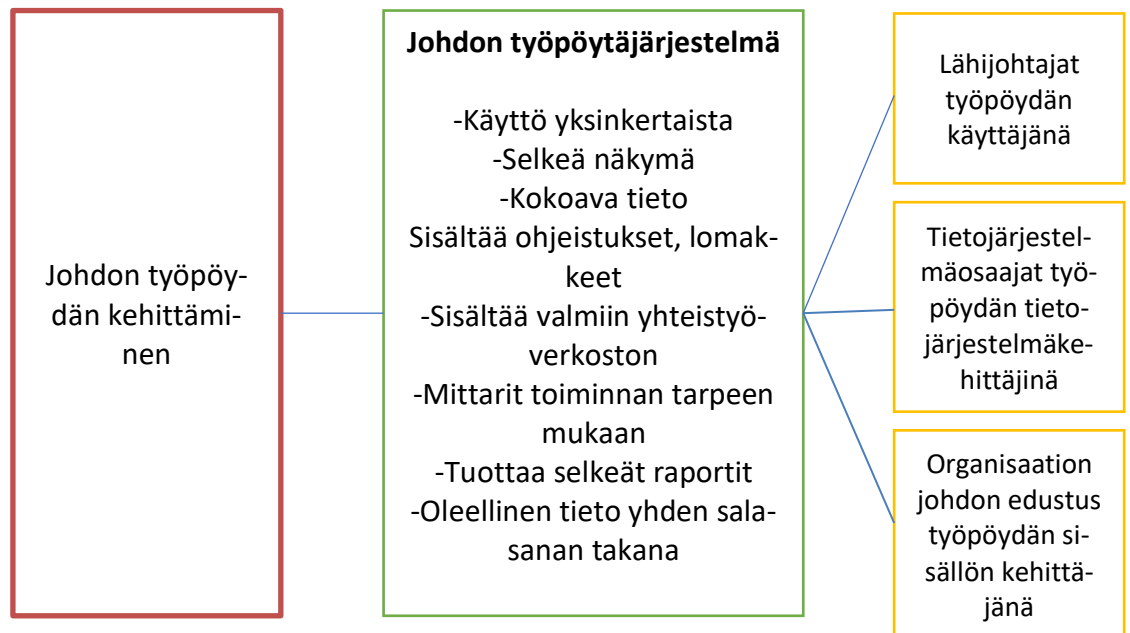 Johdon työpöy-
dän kehittämi-
nen
Johdon työpöytäjärjestelmä
-Käyttö yksinkertaista
-Selkeä näkymä
-Kokoava tieto
Sisältää ohjeistukset, lomak-
keet
-Sisältää valmiin yhteistyö-
verkoston
-Mittarit toiminnan tarpeen
mukaan
-Tuottaa selkeät raportit
-Oleellinen tieto yhden sala-
sanan takana
Lähijohtajat
työpöydän
käyttäjänä
Tietojärjestel-
mäosaajat työ-
pöydän tieto-
järjestelmäke-
hittäjinä
Organisaation
johdon edustus
työpöydän si-
sällön kehittä-
jänä